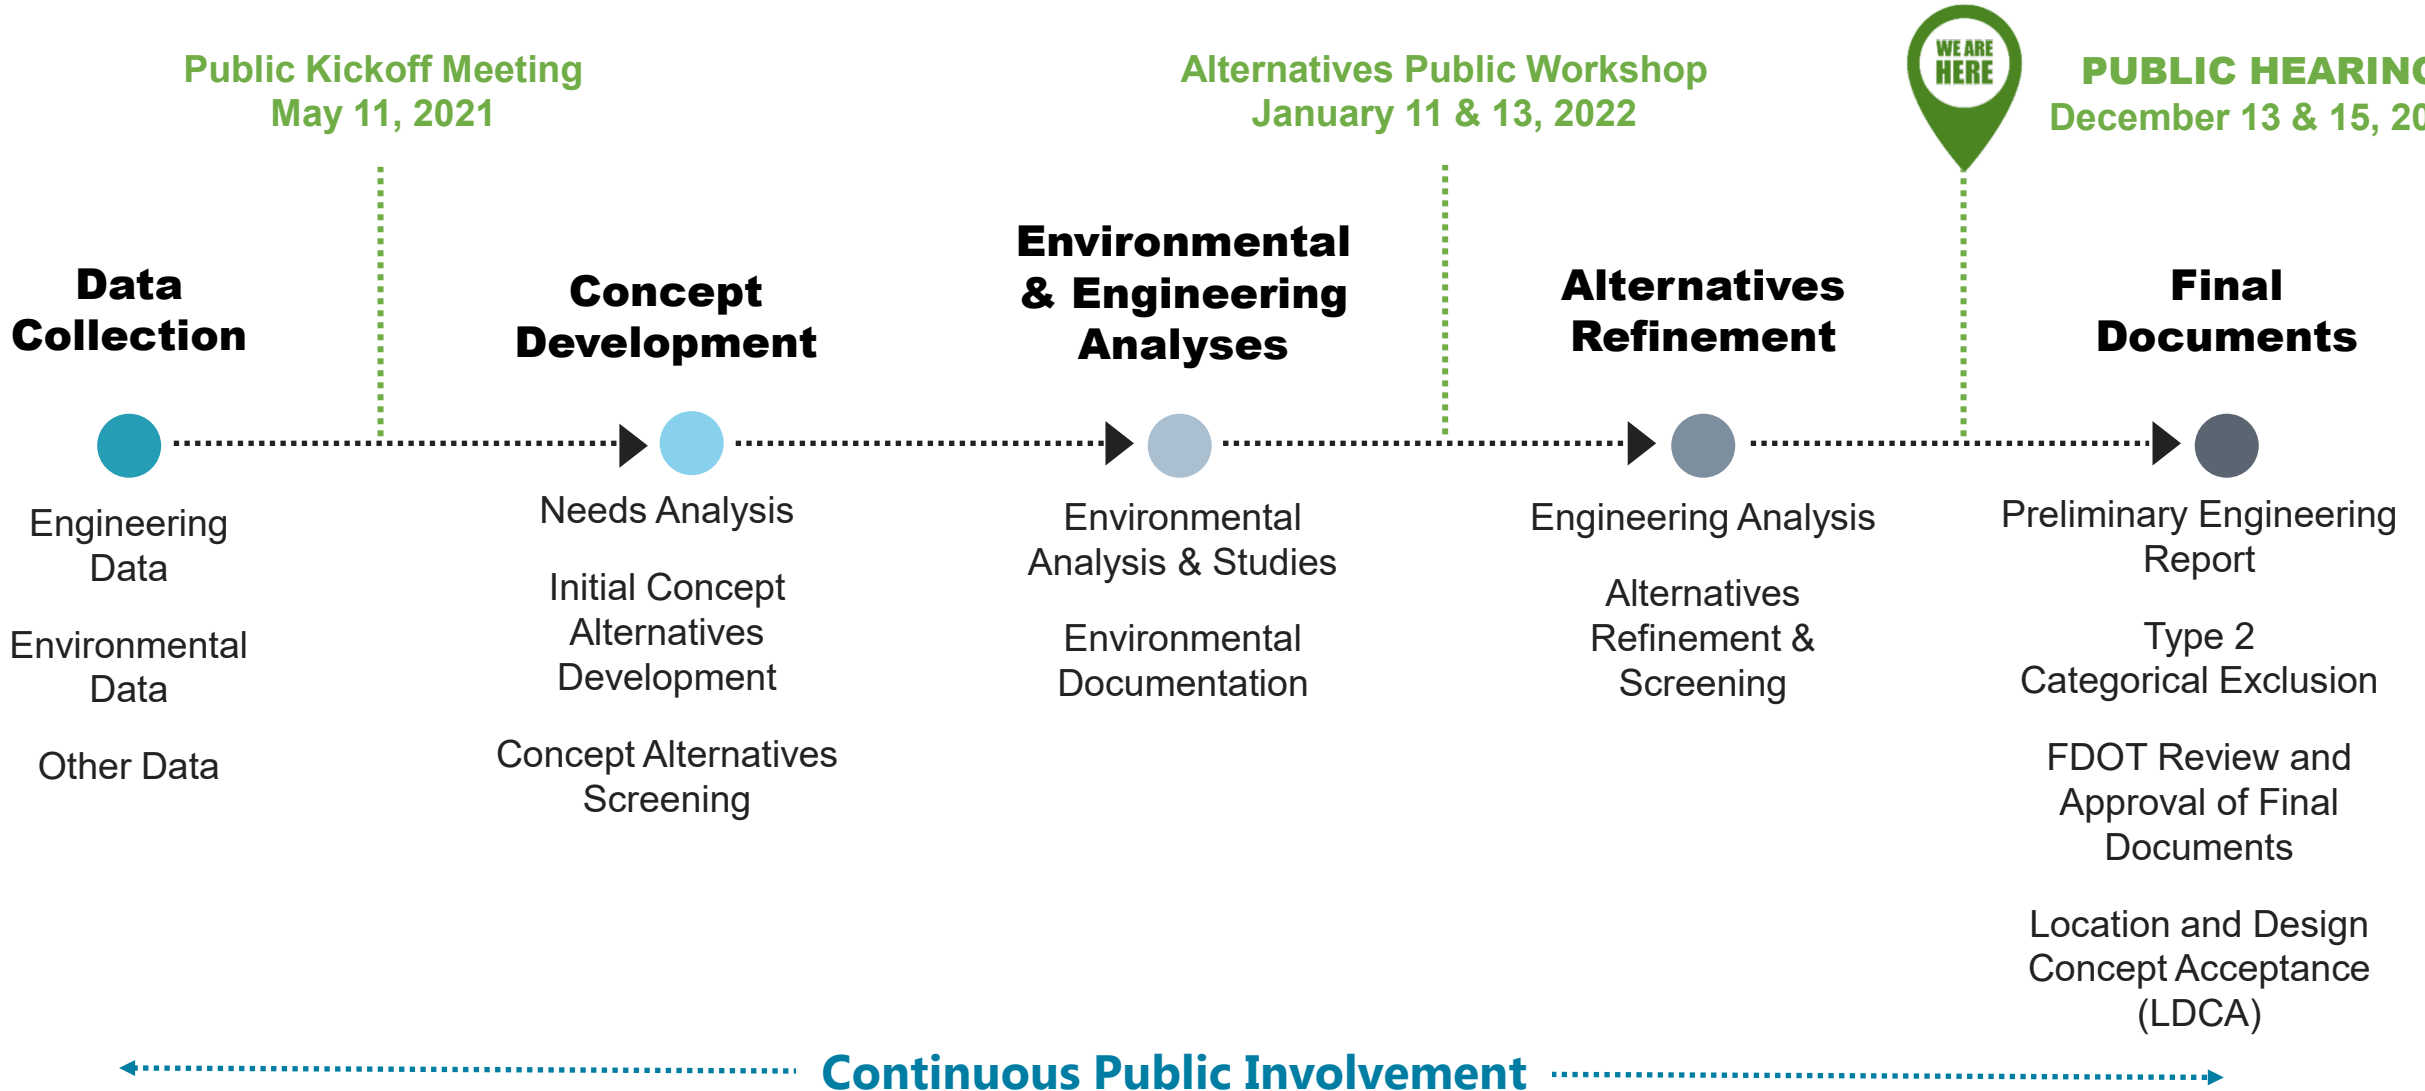 Public Kickoff Meeting
May 11, 2021
Alternatives Public Workshop
January 11 & 13, 2022
WE ARE
HERE
PUBLIC HEARING
December 13 & 15, 20
Data
Collection
Engineering
Data
Environmental
Data
Other Data
Concept
Development
Needs Analysis
Initial Concept
Alternatives
Development
Concept Alternatives
Screening
Environmental
& Engineering
Analyses
Environmental
Analysis & Studies
Environmental
Documentation
Alternatives
Refinement
Engineering Analysis
Alternatives
Refinement &
Screening
Final
Documents
Preliminary Engineering
Report
Type 2
Categorical Exclusion
FDOT Review and
Approval of Final
Documents
Location and Design
Concept Acceptance
(LDCA)
Continuous Public Involvement